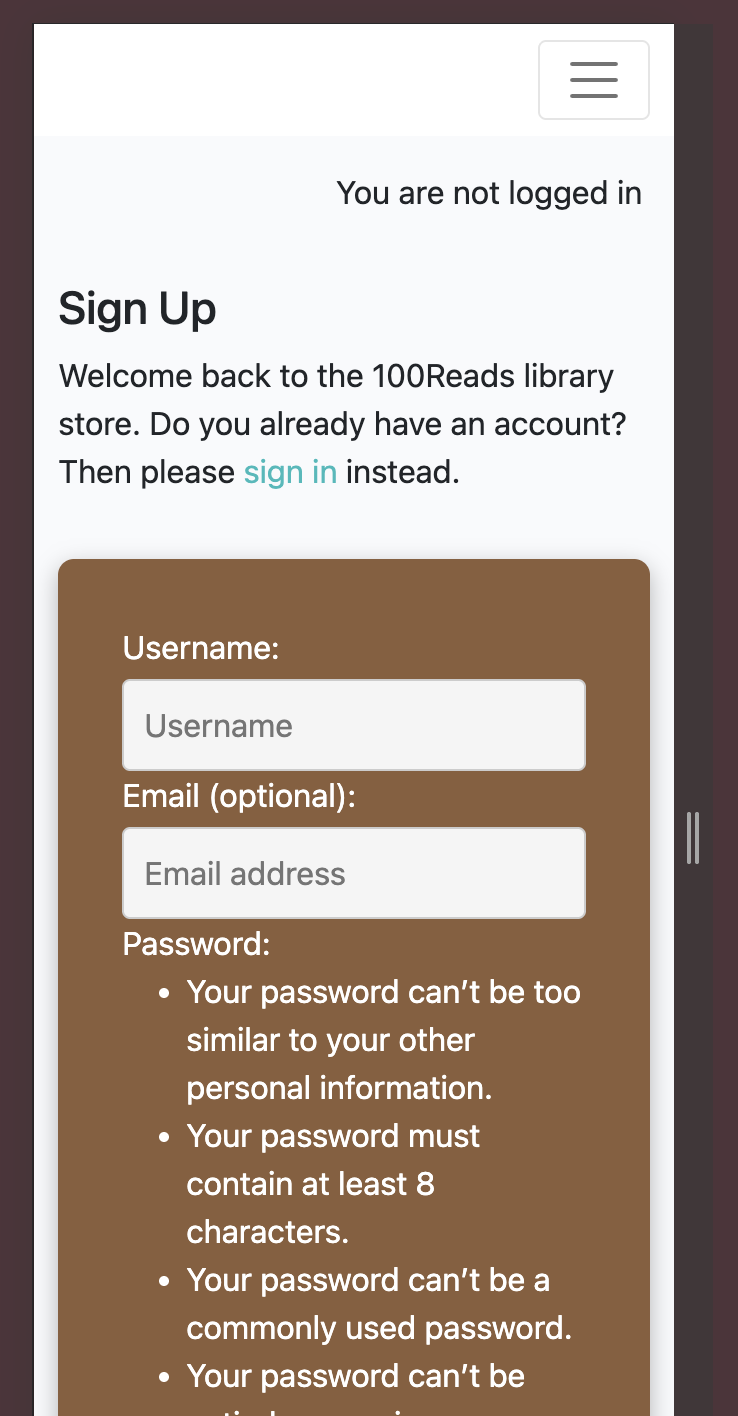 You are not logged in
Sign Up
Welcome back to the 100Reads library
store. Do you already have an account?
Then please sign in instead.
Username:
Username
Email (optional):
Email address
Password:
• Your password can’t be too
similar to your other
personal information.
• Your password must
contain at least 8
characters.
• Your password can’t be a
commonly used password.
• Your password can’t be